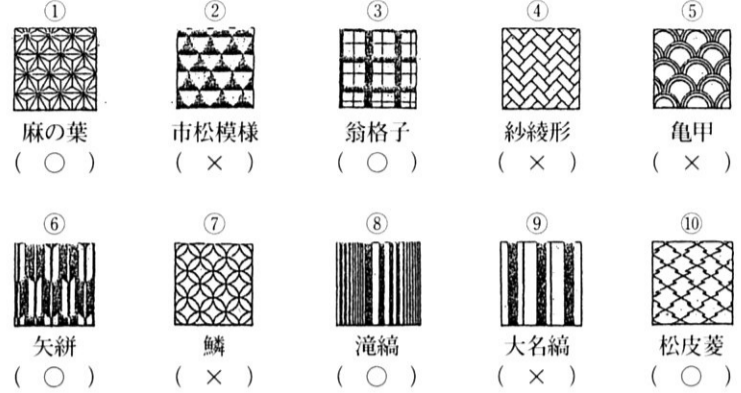 ① ② ③ ④ ⑤
麻の葉 市松模様 翁格子 紗綾形 亀甲
( ○ ) ( × ) ( ○ ) ( × ) ( × )
⑥ ⑦ ⑧ ⑨ ⑩
矢絣 鱗 滝縞 大名縞 松皮菱
( ○ ) ( × ) ( ○ ) ( × ) ( ○ )